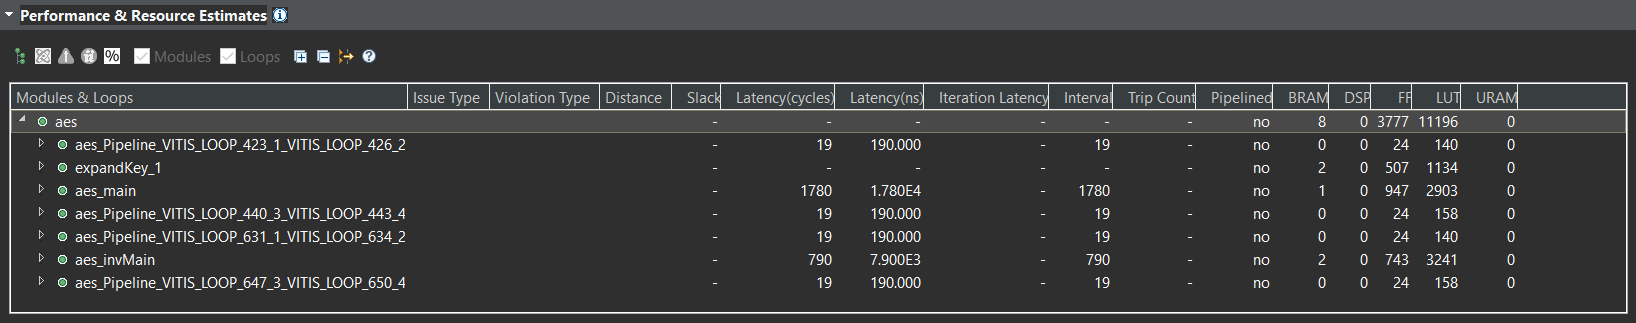 Performance & Resource Estimates
% Modules Loops
Modules & Loops Issue Type Violation Type Distance Slack Latency(cycles) Latency(ns) Iteration Latency Interval Trip Count Pipelined BRAM DSP FF LUT URAM
aes - - - - - - no 8 0 3777 11196 0
aes_Pipeline_VITIS_LOOP_423_1_VITIS_LOOP_426_2 - 19 190.000 - 19 - no 0 0 24 140 0
expandKey_1 - - - - - - no 2 0 507 1134 0
aes_main - 1780 1.780E4 - 1780 - no 1 0 947 2903 0
aes_Pipeline_VITIS_LOOP_440_3_VITIS_LOOP_443_4 - 19 190.000 - 19 - no 0 0 24 158 0
aes_Pipeline_VITIS_LOOP_631_1_VITIS_LOOP_634_2 - 19 190.000 - 19 - no 0 0 24 140 0
aes_invMain - 790 7.900E3 - 790 - no 2 0 743 3241 0
aes_Pipeline_VITIS_LOOP_647_3_VITIS_LOOP_650_4 - 19 190.000 - 19 - no 0 0 24 158 0